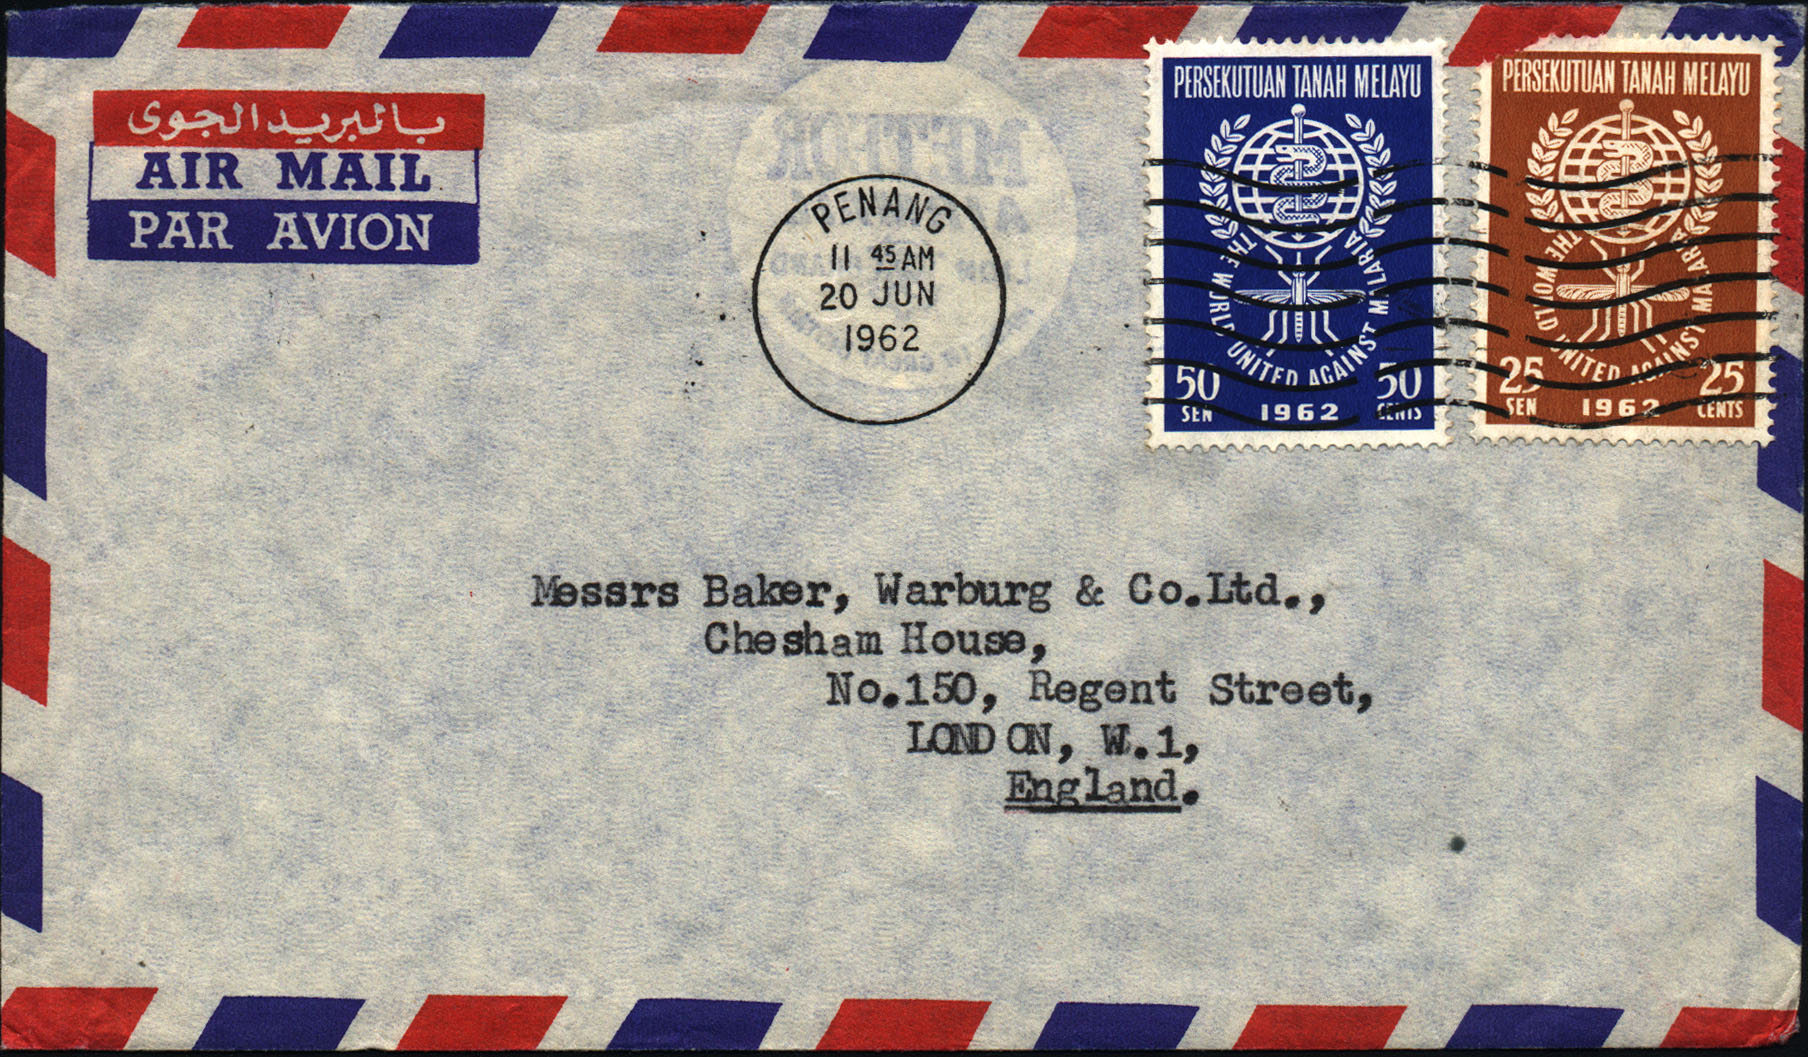 بالبريد الجوى
AIR MAIL
PAR AVION
PENANG
11 45 AM
20 JUN
1962
PERSEKUTUAN TANAH MELAYU
THE WORLD UNITED AGAINST MALARIA
50 50
SEN 1962 CENTS
PERSEKUTUAN TANAH MELAYU
THE WORLD UNITED AGAINST MALARIA
25 25
SEN 1962 CENTS
Messrs Baker, Warburg & Co.Ltd.,
Chesham House,
No.150, Regent Street,
LONDON, W.1,
England.